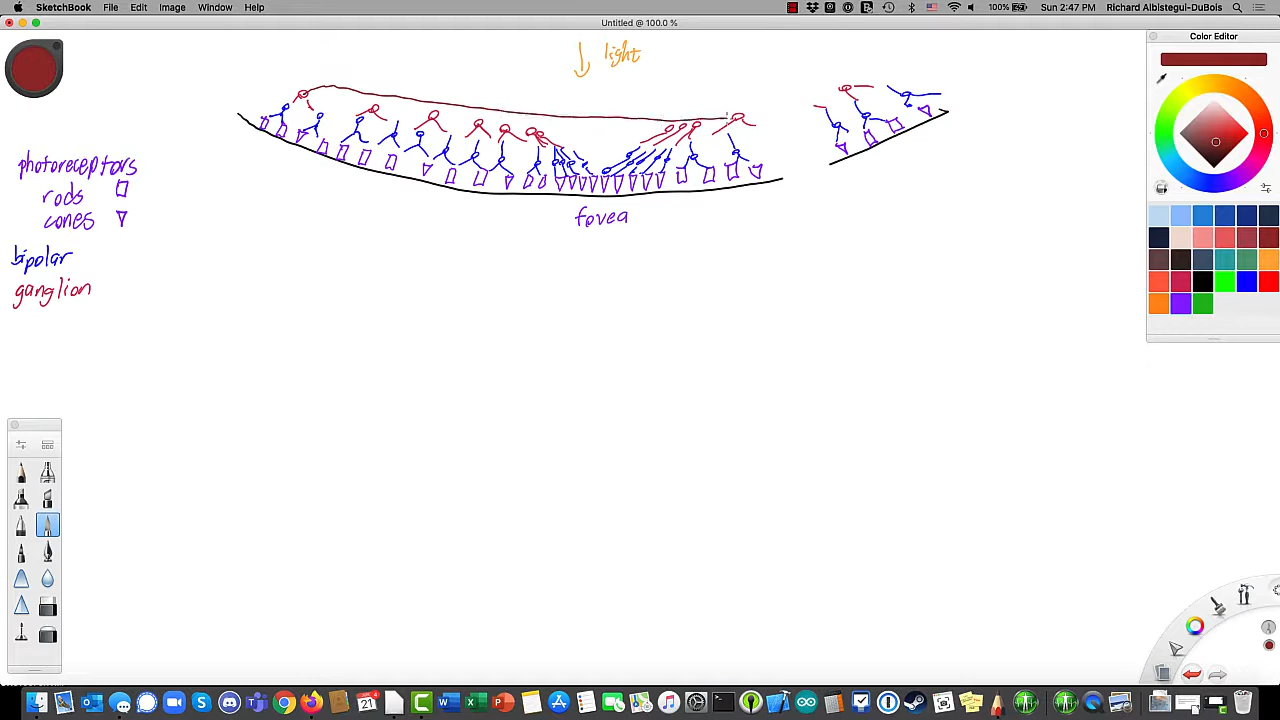 SketchBook File Edit Image Window Help
100% Sun 2:47 PM Richard Albistegui-DuBois
Untitled @ 100.0 %
Color Editor
light
photoreceptors
rods
cones
fovea
bipolar
ganglion